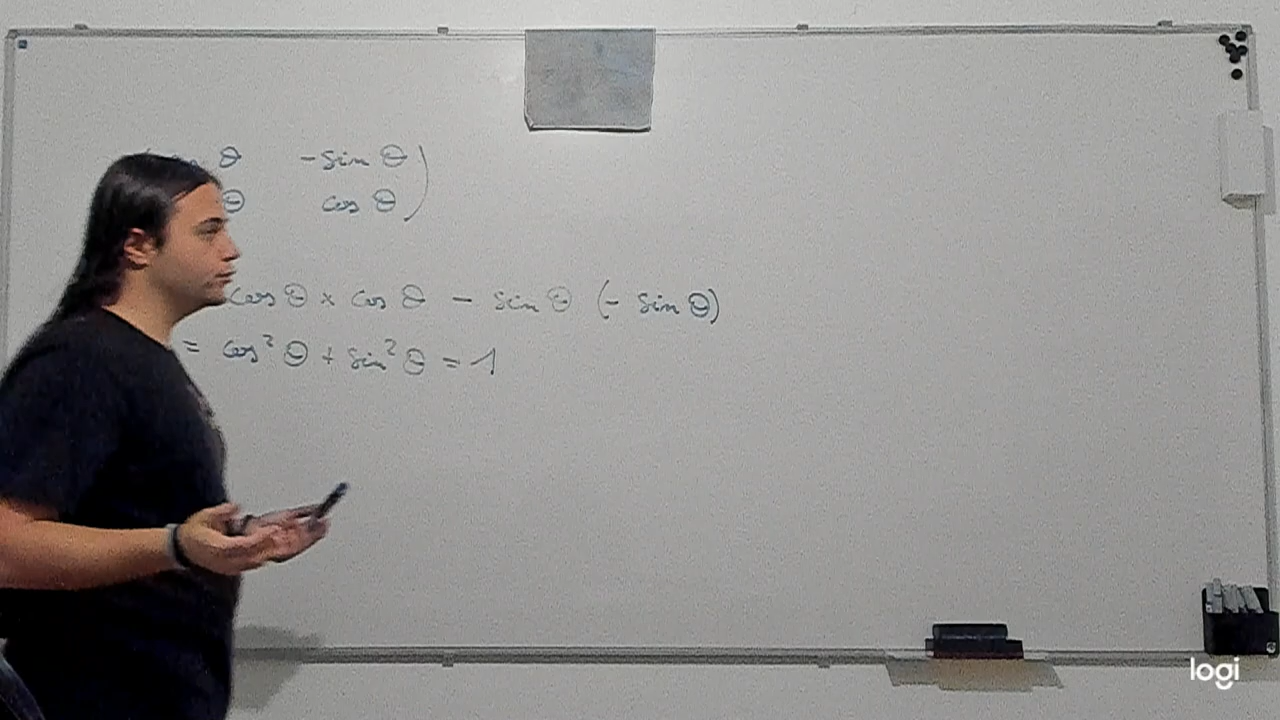 θ -sin θ)
θ cos θ
cos θ × cos θ - sin θ (- sin θ)
= cos² θ + sin² θ = 1
logi